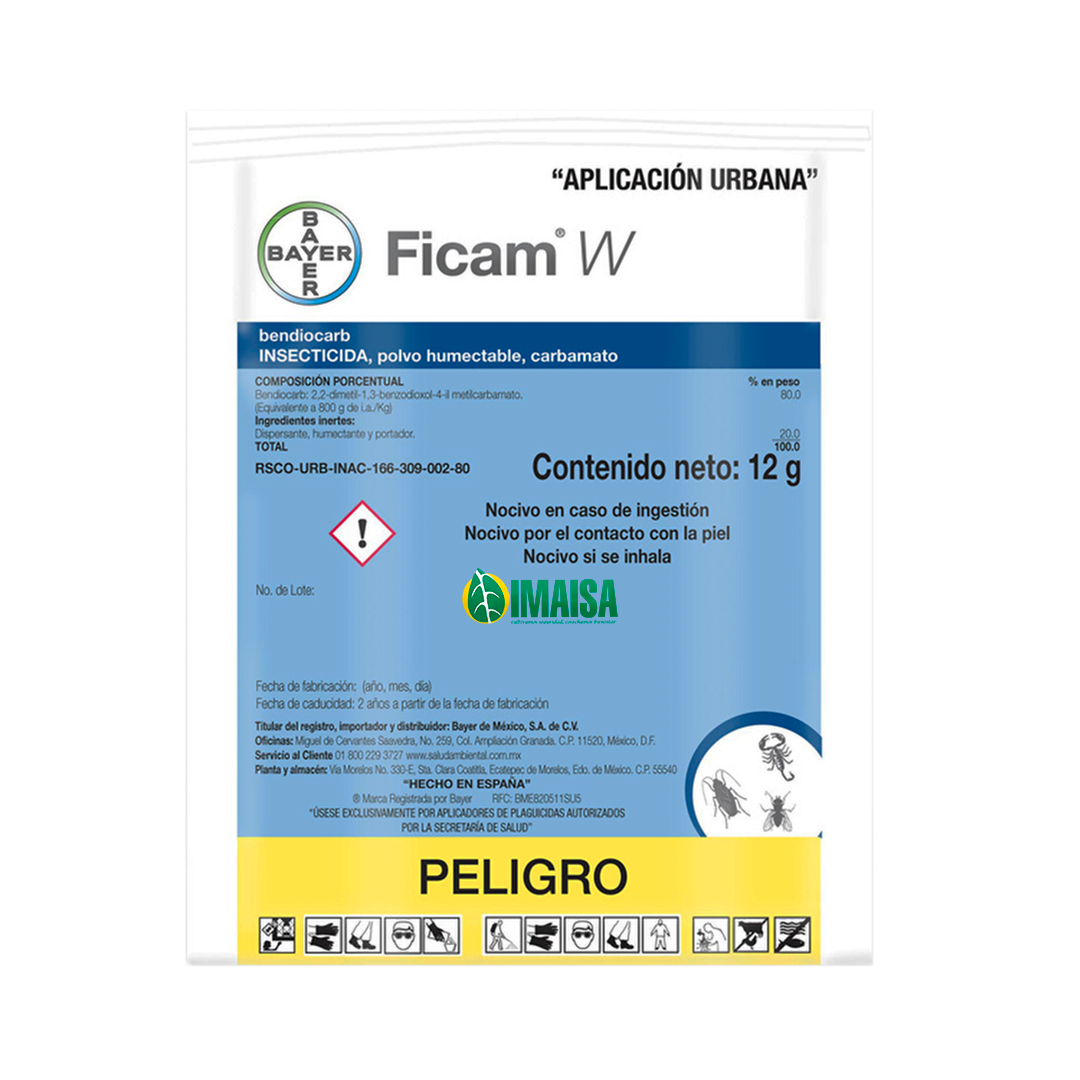 “APLICACIÓN URBANA”
BAYER
BAYER
Ficam® W
bendiocarb
INSECTICIDA, polvo humectable, carbamato
COMPOSICIÓN PORCENTUAL % en peso
Bendiocarb: 2,2-dimetil-1,3-benzodioxol-4-il metilcarbamato. 80.0
(Equivalente a 800 g de i.a./Kg)
Ingredientes inertes:
Dispersante, humectante y portador. 20.0
TOTAL 100.0
RSCO-URB-INAC-166-309-002-80
Contenido neto: 12 g
Nocivo en caso de ingestión
Nocivo por el contacto con la piel
Nocivo si se inhala
!
No. de Lote:
IMAISA
cultivamos seguridad, cosechamos bienestar
Fecha de fabricación: (año, mes, día)
Fecha de caducidad: 2 años a partir de la fecha de fabricación
Titular del registro, importador y distribuidor: Bayer de México, S.A. de C.V.
Oficinas: Miguel de Cervantes Saavedra, No. 259, Col. Ampliación Granada. C.P. 11520, México, D.F.
Servicio al Cliente 01 800 229 3727 www.saludambiental.com.mx
Planta y almacén: Vía Morelos No. 330-E, Sta. Clara Coatitla, Ecatepec de Morelos, Edo. de México. C.P. 55540
“HECHO EN ESPAÑA”
® Marca Registrada por Bayer RFC: BME820511SU5
“ÚSESE EXCLUSIVAMENTE POR APLICADORES DE PLAGUICIDAS AUTORIZADOS
POR LA SECRETARÍA DE SALUD”
PELIGRO